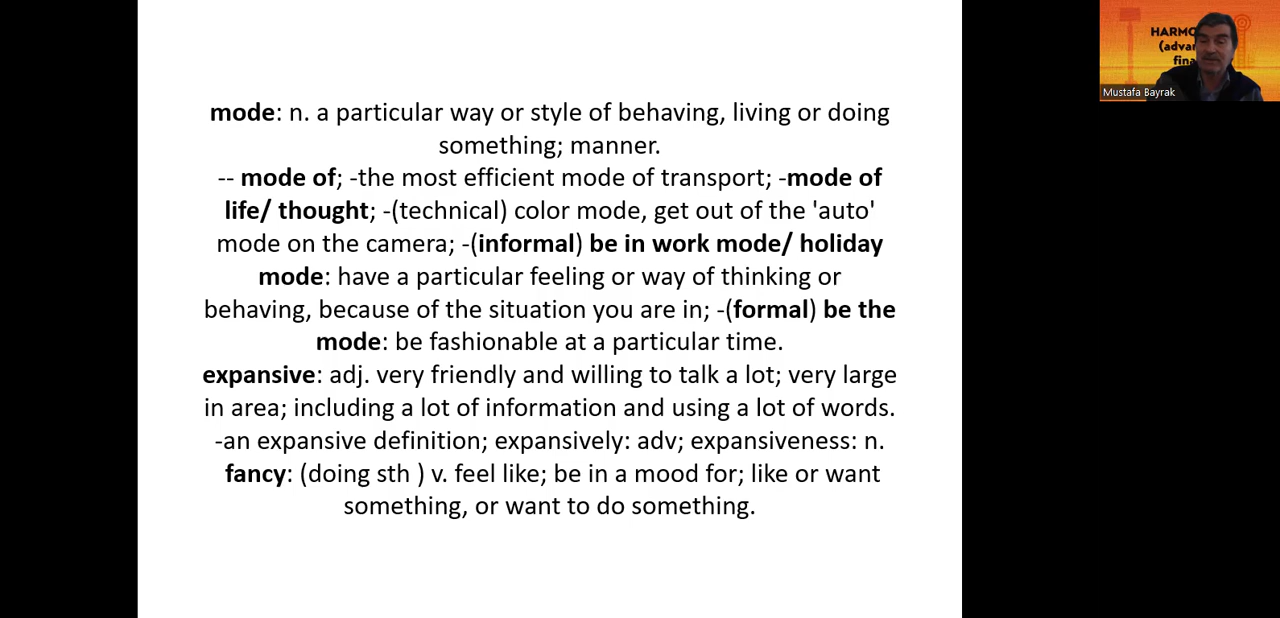 mode: n. a particular way or style of behaving, living or doing
something; manner.
-- mode of; -the most efficient mode of transport; -mode of
life/ thought; -(technical) color mode, get out of the 'auto'
mode on the camera; -(informal) be in work mode/ holiday
mode: have a particular feeling or way of thinking or
behaving, because of the situation you are in; -(formal) be the
mode: be fashionable at a particular time.
expansive: adj. very friendly and willing to talk a lot; very large
in area; including a lot of information and using a lot of words.
-an expansive definition; expansively: adv; expansiveness: n.
fancy: (doing sth ) v. feel like; be in a mood for; like or want
something, or want to do something.
HARMO
(adva
fina
Mustafa Bayrak